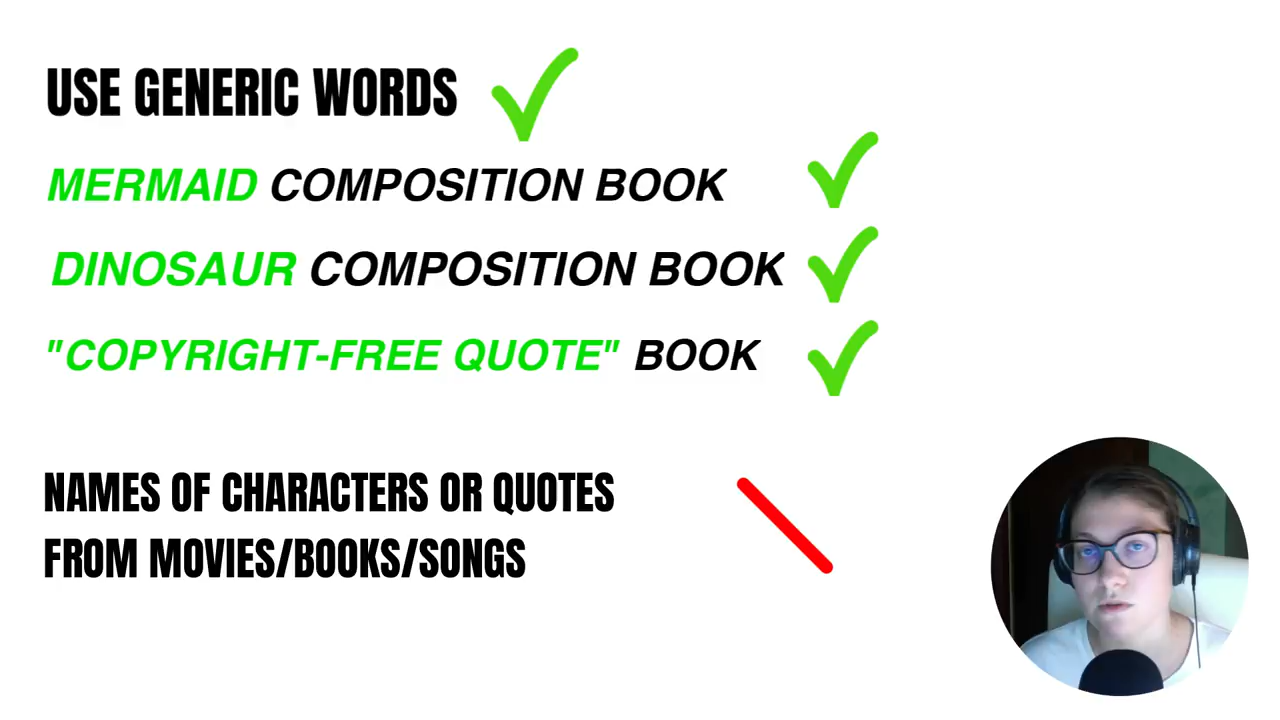 USE GENERIC WORDS
MERMAID COMPOSITION BOOK
DINOSAUR COMPOSITION BOOK
"COPYRIGHT-FREE QUOTE" BOOK
NAMES OF CHARACTERS OR QUOTES
FROM MOVIES/BOOKS/SONGS